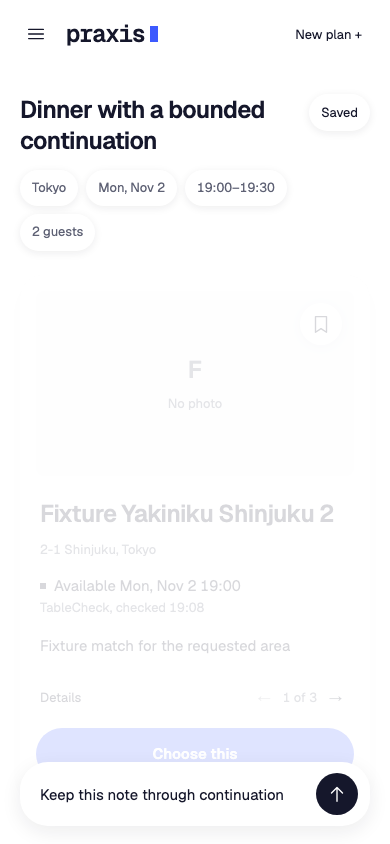 praxis
New plan +
Dinner with a bounded
continuation
Saved
Tokyo
Mon, Nov 2
19:00–19:30
2 guests
F
No photo
Fixture Yakiniku Shinjuku 2
2-1 Shinjuku, Tokyo
Available Mon, Nov 2 19:00
TableCheck, checked 19:08
Fixture match for the requested area
Details
← 1 of 3 →
Choose this
Keep this note through continuation